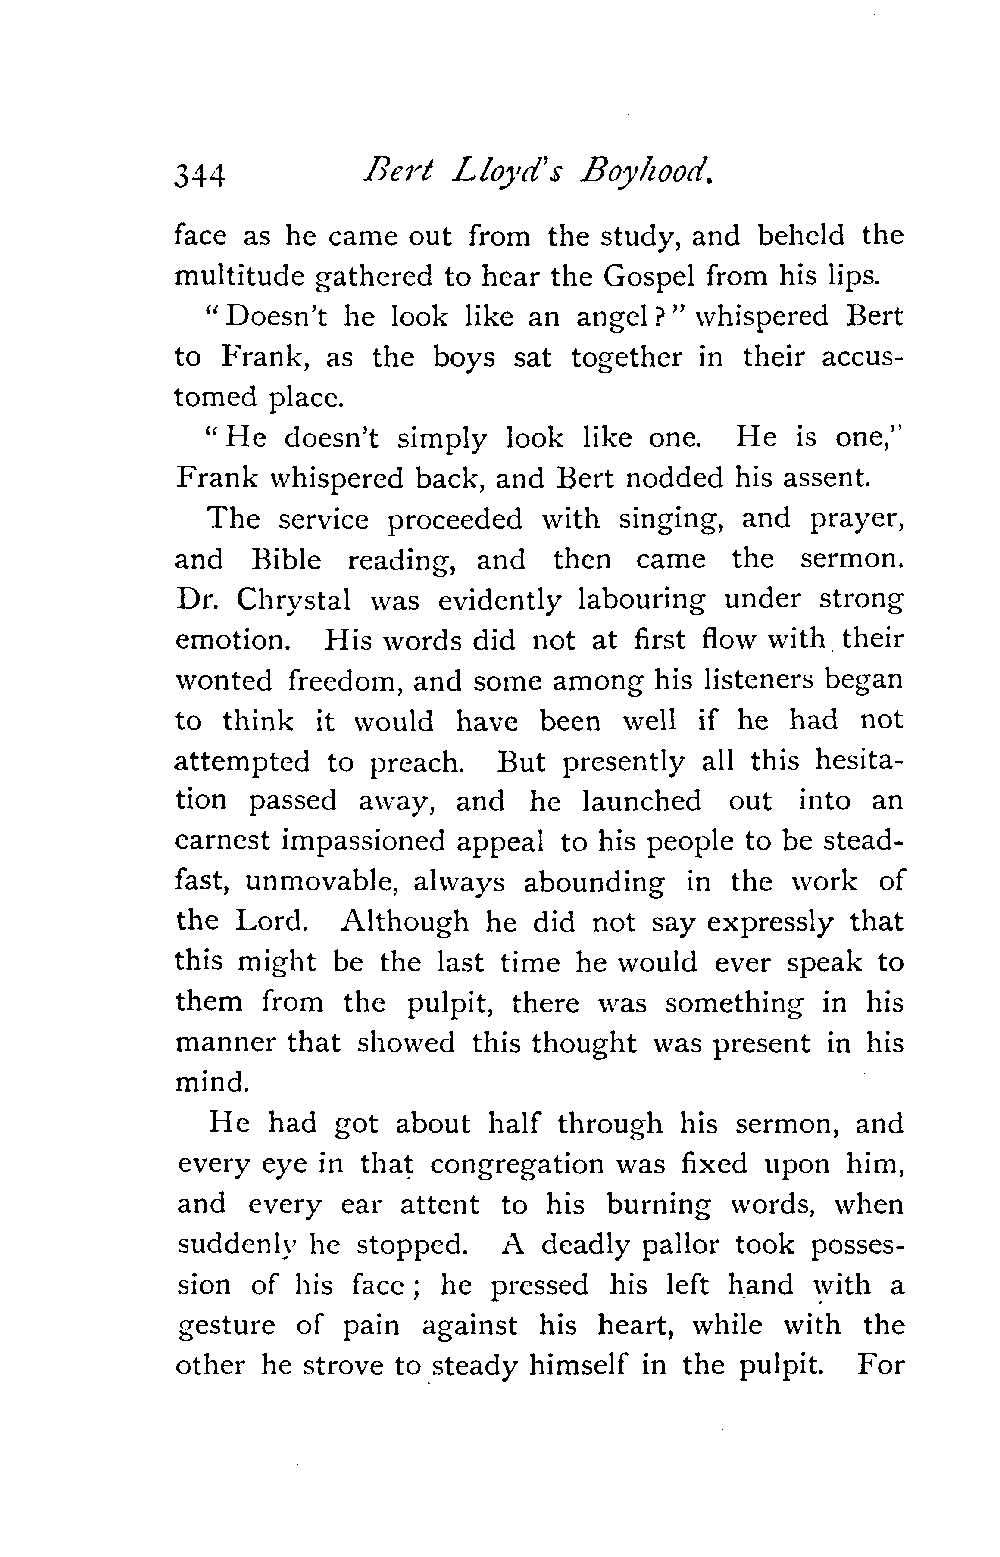 344 Bert Lloyd's Boyhood.
face as he came out from the study, and beheld the
multitude gathered to hear the Gospel from his lips.
"Doesn't he look like an angel?" whispered Bert
to Frank, as the boys sat together in their accus-
tomed place.
"He doesn't simply look like one. He is one,"
Frank whispered back, and Bert nodded his assent.
The service proceeded with singing, and prayer,
and Bible reading, and then came the sermon.
Dr. Chrystal was evidently labouring under strong
emotion. His words did not at first flow with their
wonted freedom, and some among his listeners began
to think it would have been well if he had not
attempted to preach. But presently all this hesita-
tion passed away, and he launched out into an
earnest impassioned appeal to his people to be stead-
fast, unmovable, always abounding in the work of
the Lord. Although he did not say expressly that
this might be the last time he would ever speak to
them from the pulpit, there was something in his
manner that showed this thought was present in his
mind.
He had got about half through his sermon, and
every eye in that congregation was fixed upon him,
and every ear attent to his burning words, when
suddenly he stopped. A deadly pallor took posses-
sion of his face; he pressed his left hand with a
gesture of pain against his heart, while with the
other he strove to steady himself in the pulpit. For